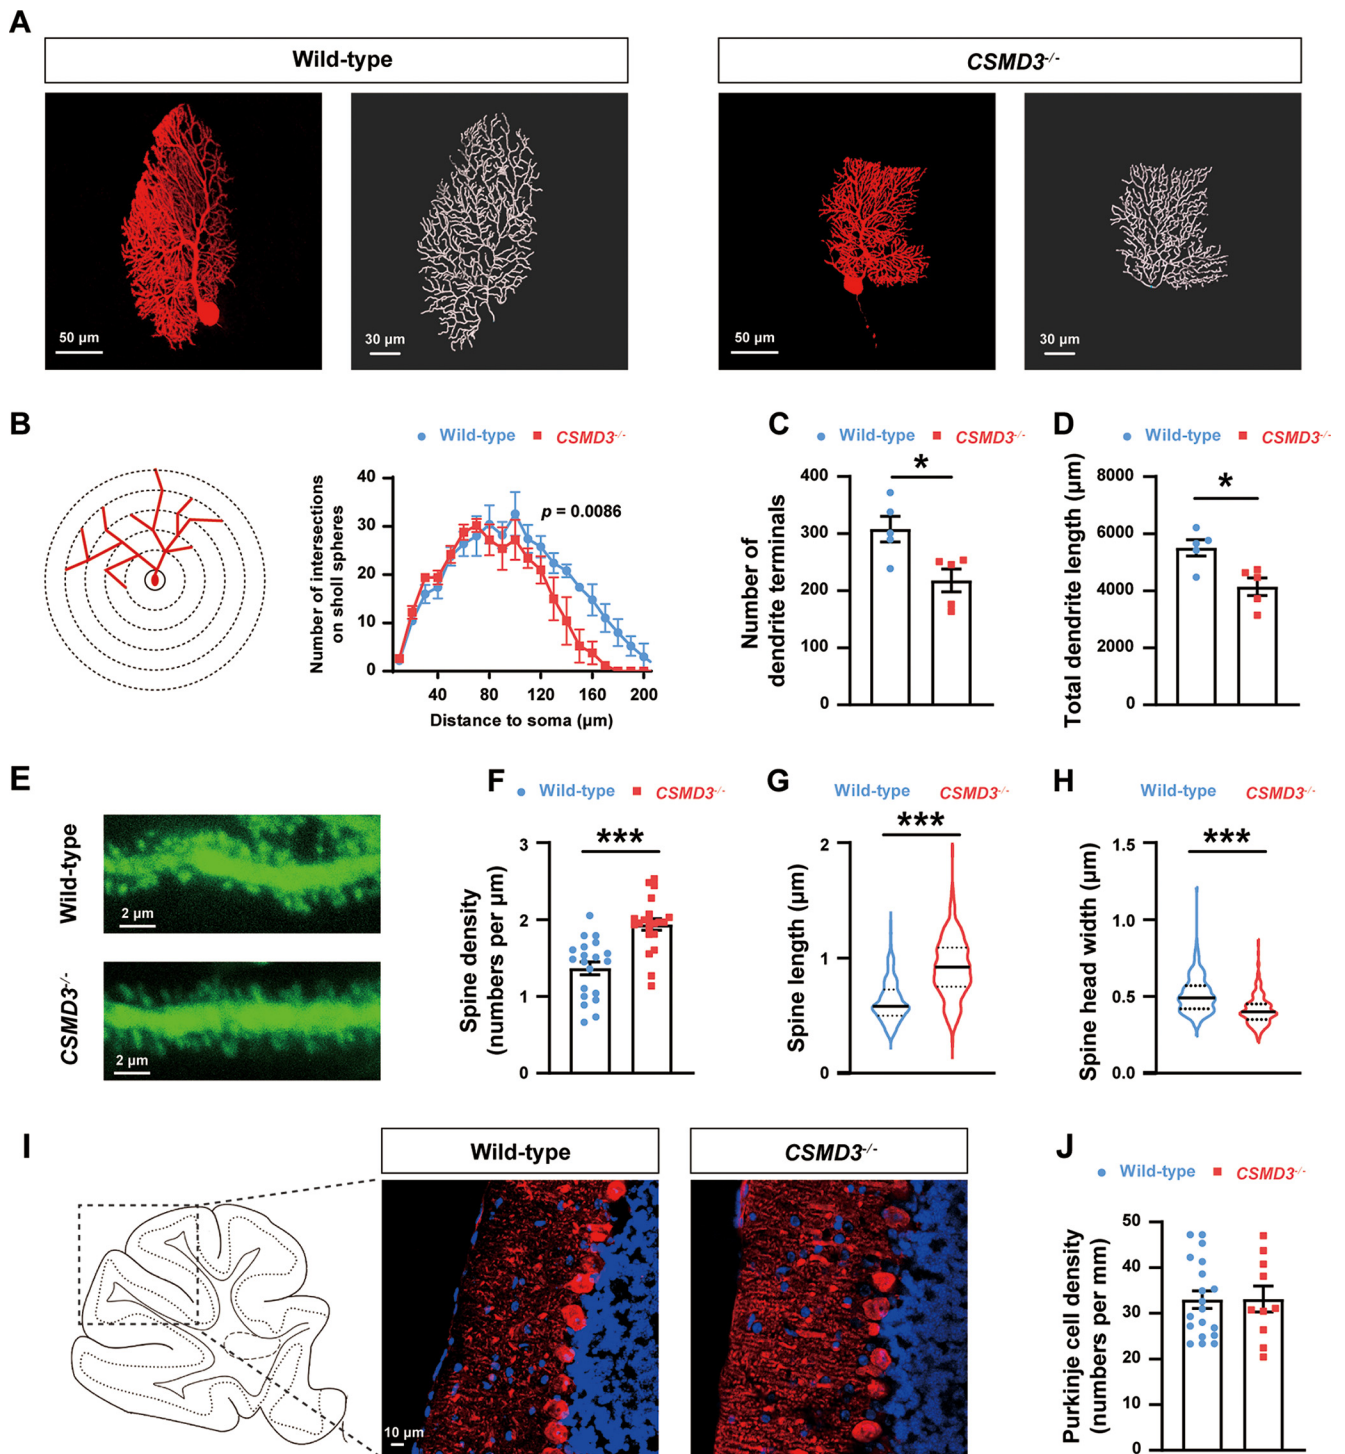 A
Wild-type
CSMD3-/-
50 µm
30 µm
50 µm
30 µm
B
Wild-type
CSMD3-/-
Number of intersections
on sholl spheres
40
30
20
10
0
p = 0.0086
40
80
120
160
200
Distance to soma (µm)
C
Wild-type
CSMD3-/-
Number of
dendrite terminals
400
300
200
100
0
*
D
Wild-type
CSMD3-/-
Total dendrite length (µm)
8000
6000
4000
2000
0
*
E
Wild-type
2 µm
CSMD3-/-
2 µm
F
Wild-type
CSMD3-/-
Spine density
(numbers per µm)
3
2
1
0
***
G
Wild-type
CSMD3-/-
Spine length (µm)
2
1
0
***
H
Wild-type
CSMD3-/-
Spine head width (µm)
1.5
1.0
0.5
0.0
***
I
Wild-type
CSMD3-/-
10 µm
J
Wild-type
CSMD3-/-
Purkinje cell density
(numbers per mm)
50
40
30
20
10
0